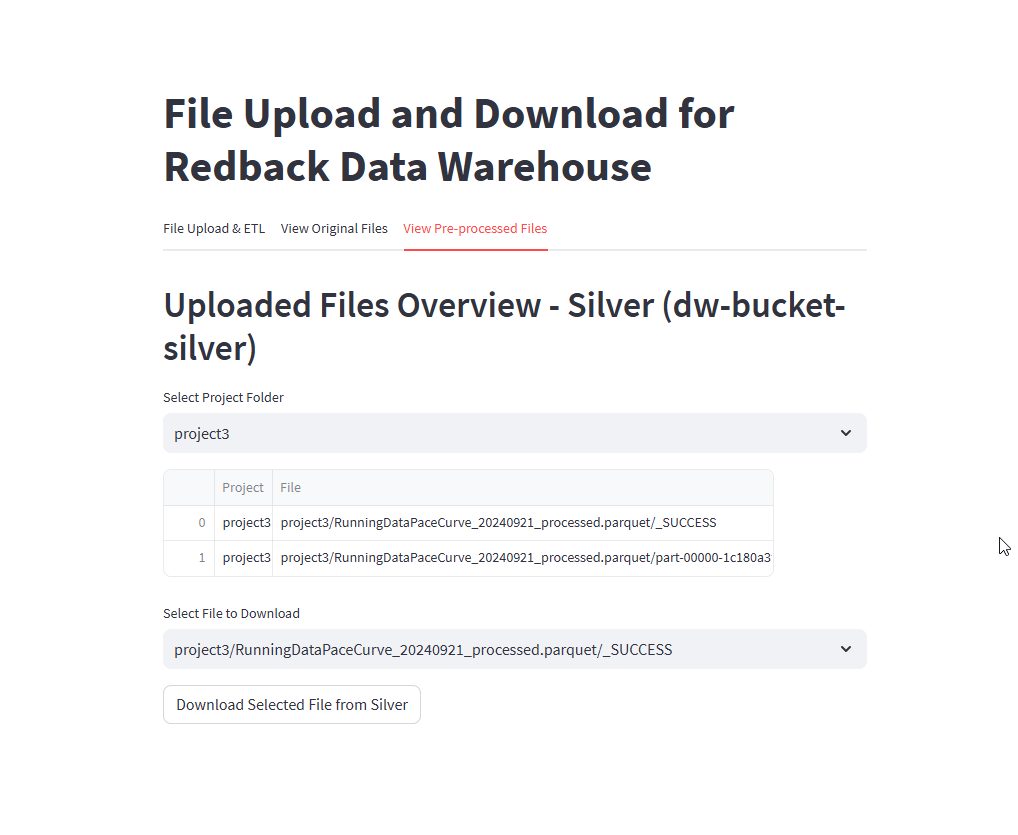 File Upload and Download for
Redback Data Warehouse
File Upload & ETL View Original Files View Pre-processed Files
Uploaded Files Overview - Silver (dw-bucket-
silver)
Select Project Folder
project3
Project File
0 project3 project3/RunningDataPaceCurve_20240921_processed.parquet/_SUCCESS
1 project3 project3/RunningDataPaceCurve_20240921_processed.parquet/part-00000-1c180a3
Select File to Download
project3/RunningDataPaceCurve_20240921_processed.parquet/_SUCCESS
Download Selected File from Silver